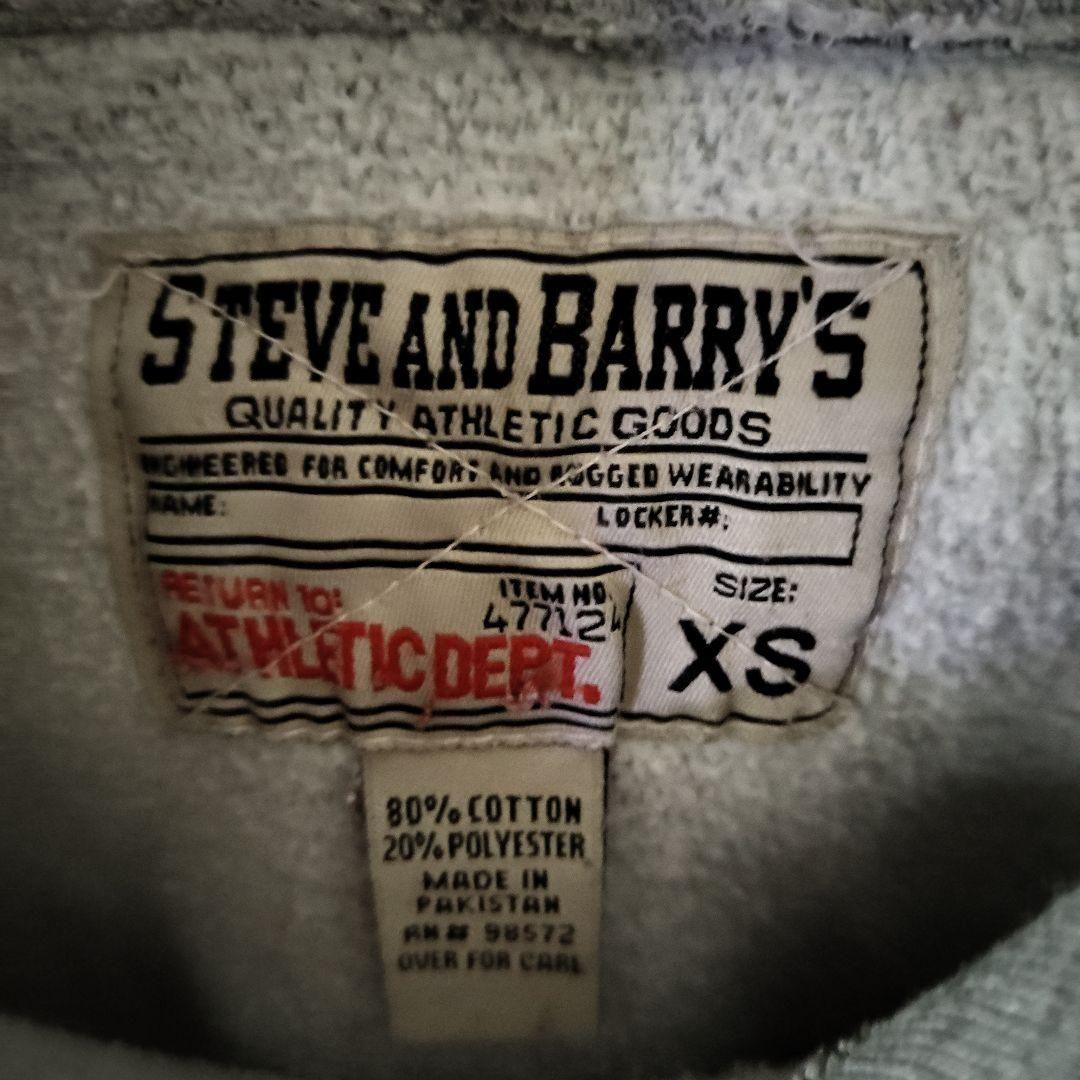 STEVE AND BARRY'S
QUALITY ATHLETIC GOODS
ENGINEERED FOR COMFORT AND RUGGED WEARABILITY
NAME: LOCKER#:
RETURN TO: ITEM NO. SIZE:
ATHLETIC DEPT. XS
80% COTTON
20% POLYESTER
MADE IN
PAKISTAN
RN# 98572
OVER FOR CARE